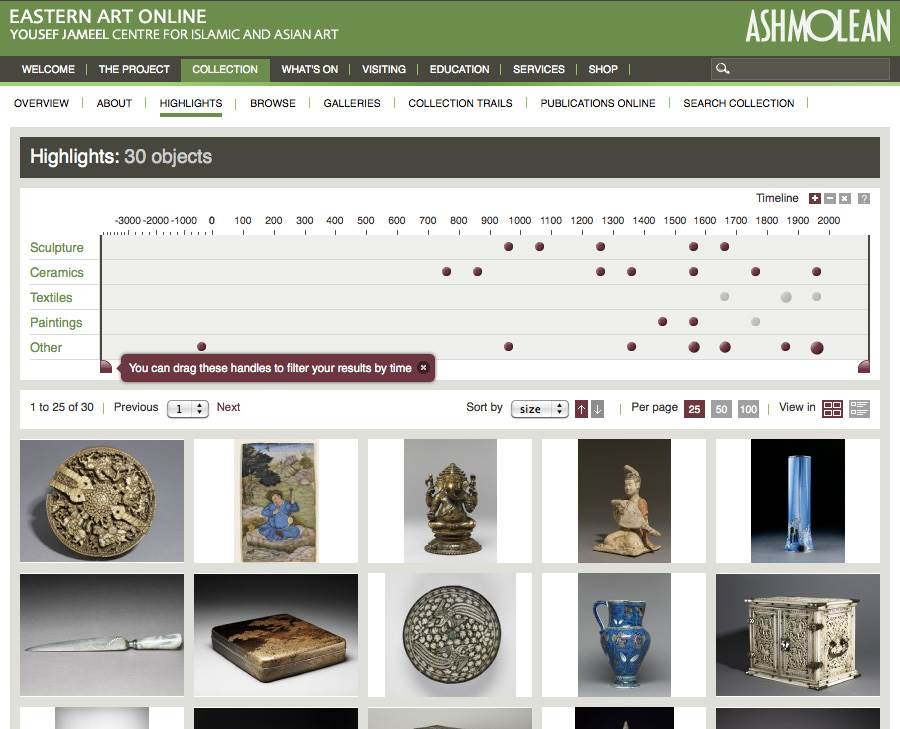 EASTERN ART ONLINE
YOUSEF JAMEEL CENTRE FOR ISLAMIC AND ASIAN ART
ASHMOLEAN
WELCOME THE PROJECT COLLECTION WHAT'S ON VISITING EDUCATION SERVICES SHOP
OVERVIEW ABOUT HIGHLIGHTS BROWSE GALLERIES COLLECTION TRAILS PUBLICATIONS ONLINE SEARCH COLLECTION
Highlights: 30 objects
Timeline + − x ?
-3000 -2000 -1000 0 100 200 300 400 500 600 700 800 900 1000 1100 1200 1300 1400 1500 1600 1700 1800 1900 2000
Sculpture
Ceramics
Textiles
Paintings
Other
You can drag these handles to filter your results by time x
1 to 25 of 30 Previous 1 Next Sort by size ↑ ↓ Per page 25 50 100 View in